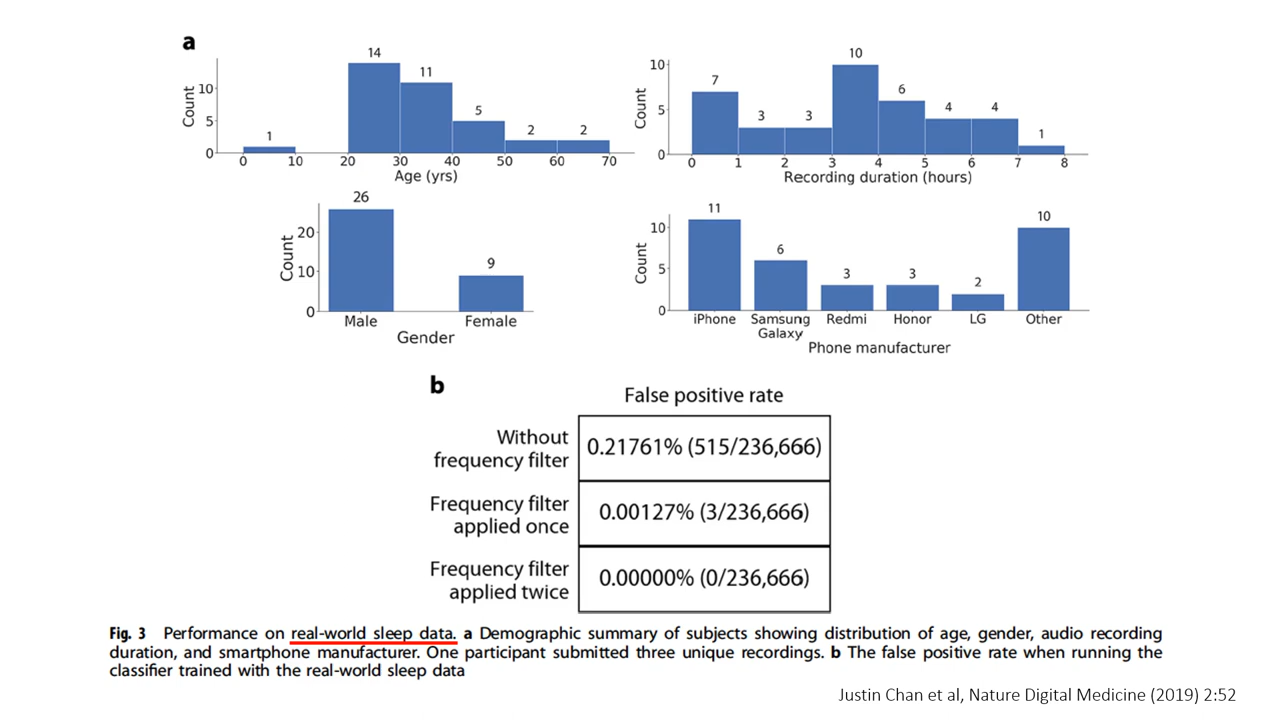 a
14
11
5
2
2
1
Count
10
5
0
0
10
20
30
40
50
60
70
Age (yrs)
10
7
6
4
4
3
3
1
Count
10
5
0
0
1
2
3
4
5
6
7
8
Recording duration (hours)
26
9
Count
20
10
0
Male
Female
Gender
11
10
6
3
3
2
Count
10
5
0
iPhone
Samsung
Galaxy
Redmi
Honor
LG
Other
Phone manufacturer
b
False positive rate
Without
frequency filter
0.21761% (515/236,666)
Frequency filter
applied once
0.00127% (3/236,666)
Frequency filter
applied twice
0.00000% (0/236,666)
Fig. 3 Performance on real-world sleep data. a Demographic summary of subjects showing distribution of age, gender, audio recording
duration, and smartphone manufacturer. One participant submitted three unique recordings. b The false positive rate when running the
classifier trained with the real-world sleep data
Justin Chan et al, Nature Digital Medicine (2019) 2:52